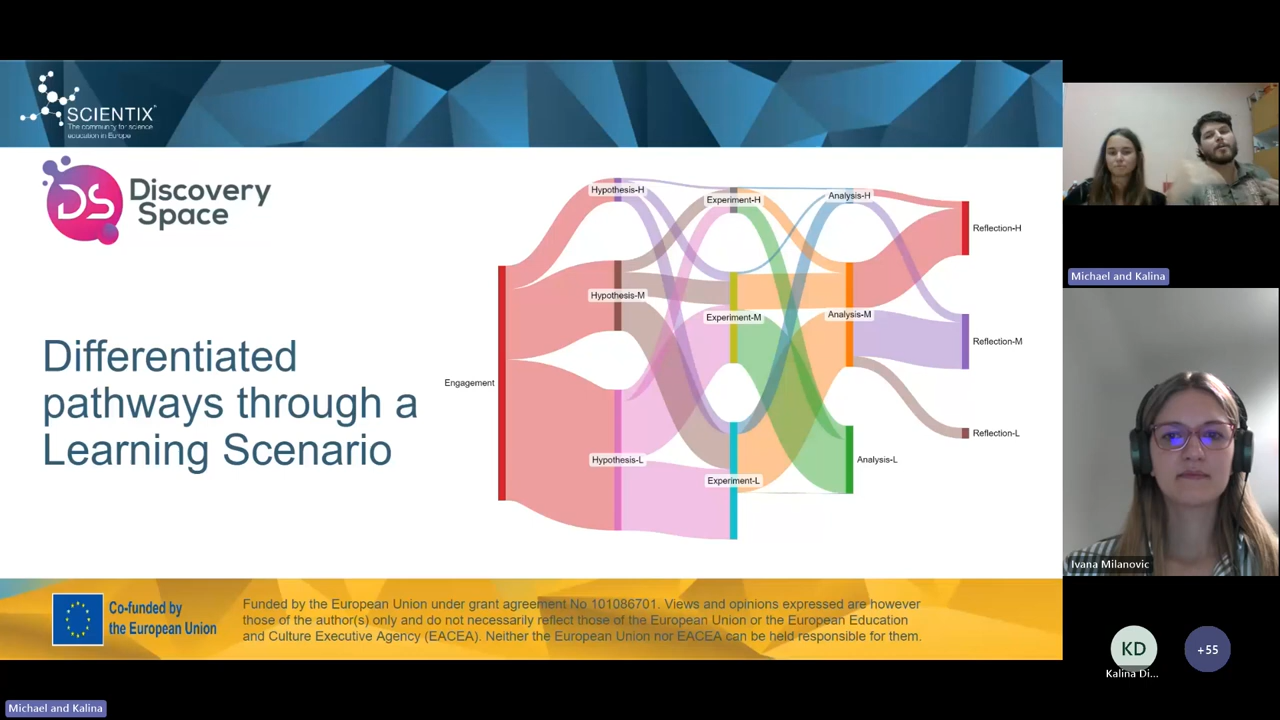 SCIENTIX
The community for science
education in Europe
DS
Discovery
Space
Differentiated
pathways through a
Learning Scenario
Engagement
Hypothesis-H
Hypothesis-M
Hypothesis-L
Experiment-H
Experiment-M
Experiment-L
Analysis-H
Analysis-M
Analysis-L
Reflection-H
Reflection-M
Reflection-L
Co-funded by
the European Union
Funded by the European Union under grant agreement No 101086701. Views and opinions expressed are however
those of the author(s) only and do not necessarily reflect those of the European Union or the European Education
and Culture Executive Agency (EACEA). Neither the European Union nor EACEA can be held responsible for them.
Michael and Kalina
Michael and Kalina
Ivana Milanovic
KD
Kalina Di...
+55